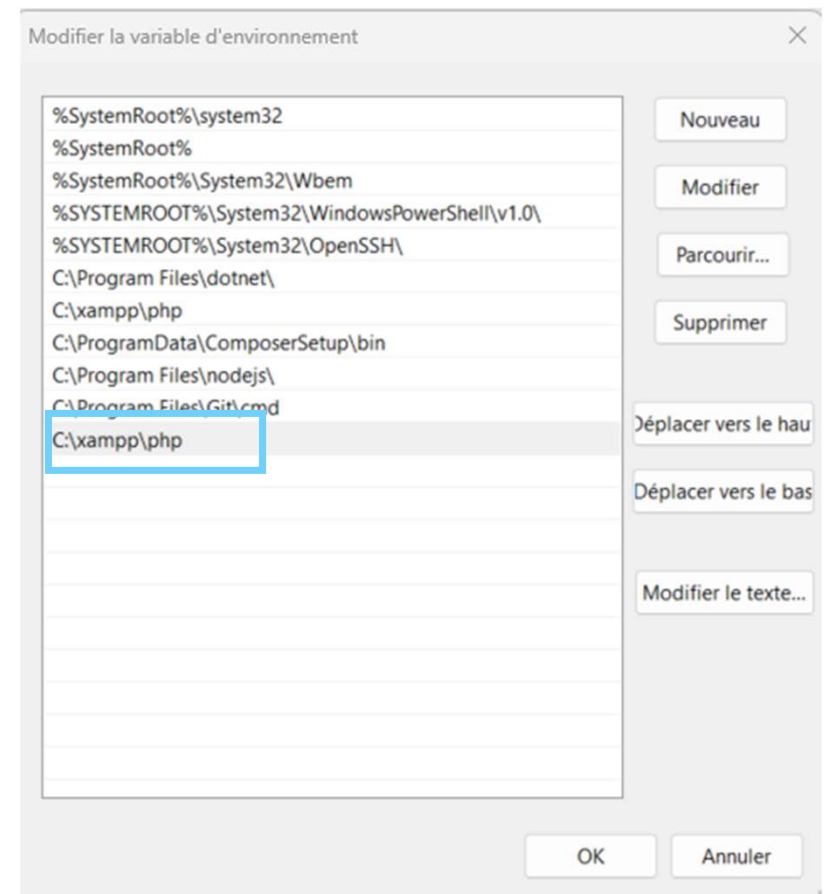 Modifier la variable d'environnement
%SystemRoot%\system32
%SystemRoot%
%SystemRoot%\System32\Wbem
%SYSTEMROOT%\System32\WindowsPowerShell\v1.0\
%SYSTEMROOT%\System32\OpenSSH\
C:\Program Files\dotnet\
C:\xampp\php
C:\ProgramData\ComposerSetup\bin
C:\Program Files\nodejs\
C:\Program Files\Git\cmd
C:\xampp\php
Nouveau
Modifier
Parcourir...
Supprimer
Déplacer vers le hau
Déplacer vers le bas
Modifier le texte...
OK
Annuler